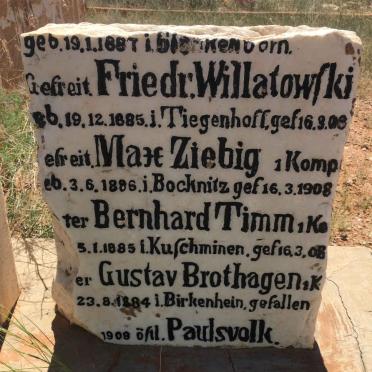 geb.19.1.1887 i.Blankenborn.
Gefreit. Friedr. Willatowski
geb. 19. 12. 1885. i. Tiegenhoff, gef 16. 3. 08
efreit. Max Ziebig 1 Komp
eb. 3. 6. 1886. i. Bocknitz gef 16. 3. 1908
ter Bernhard Timm 1 Ko
5. 1. 1885 i. Kuschminen. gef 16. 3. 08
er Gustav Brothagen 1 K
23. 8. 1884 i. Birkenhein, gefallen
1908 östl. Paulsvolk.